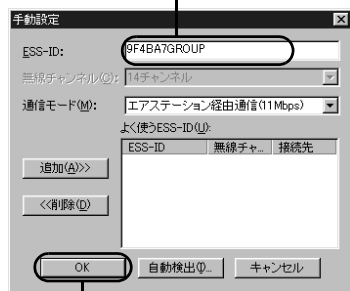 手動設定
ESS-ID: 9F4BA7GROUP
無線チャンネル(C): 14チャンネル
通信モード(M): エアステーション経由通信(11Mbps)
よく使うESS-ID(U):
ESS-ID 無線チャ... 接続先
追加(A)>>
<<削除(D)
OK 自動検出(I)... キャンセル